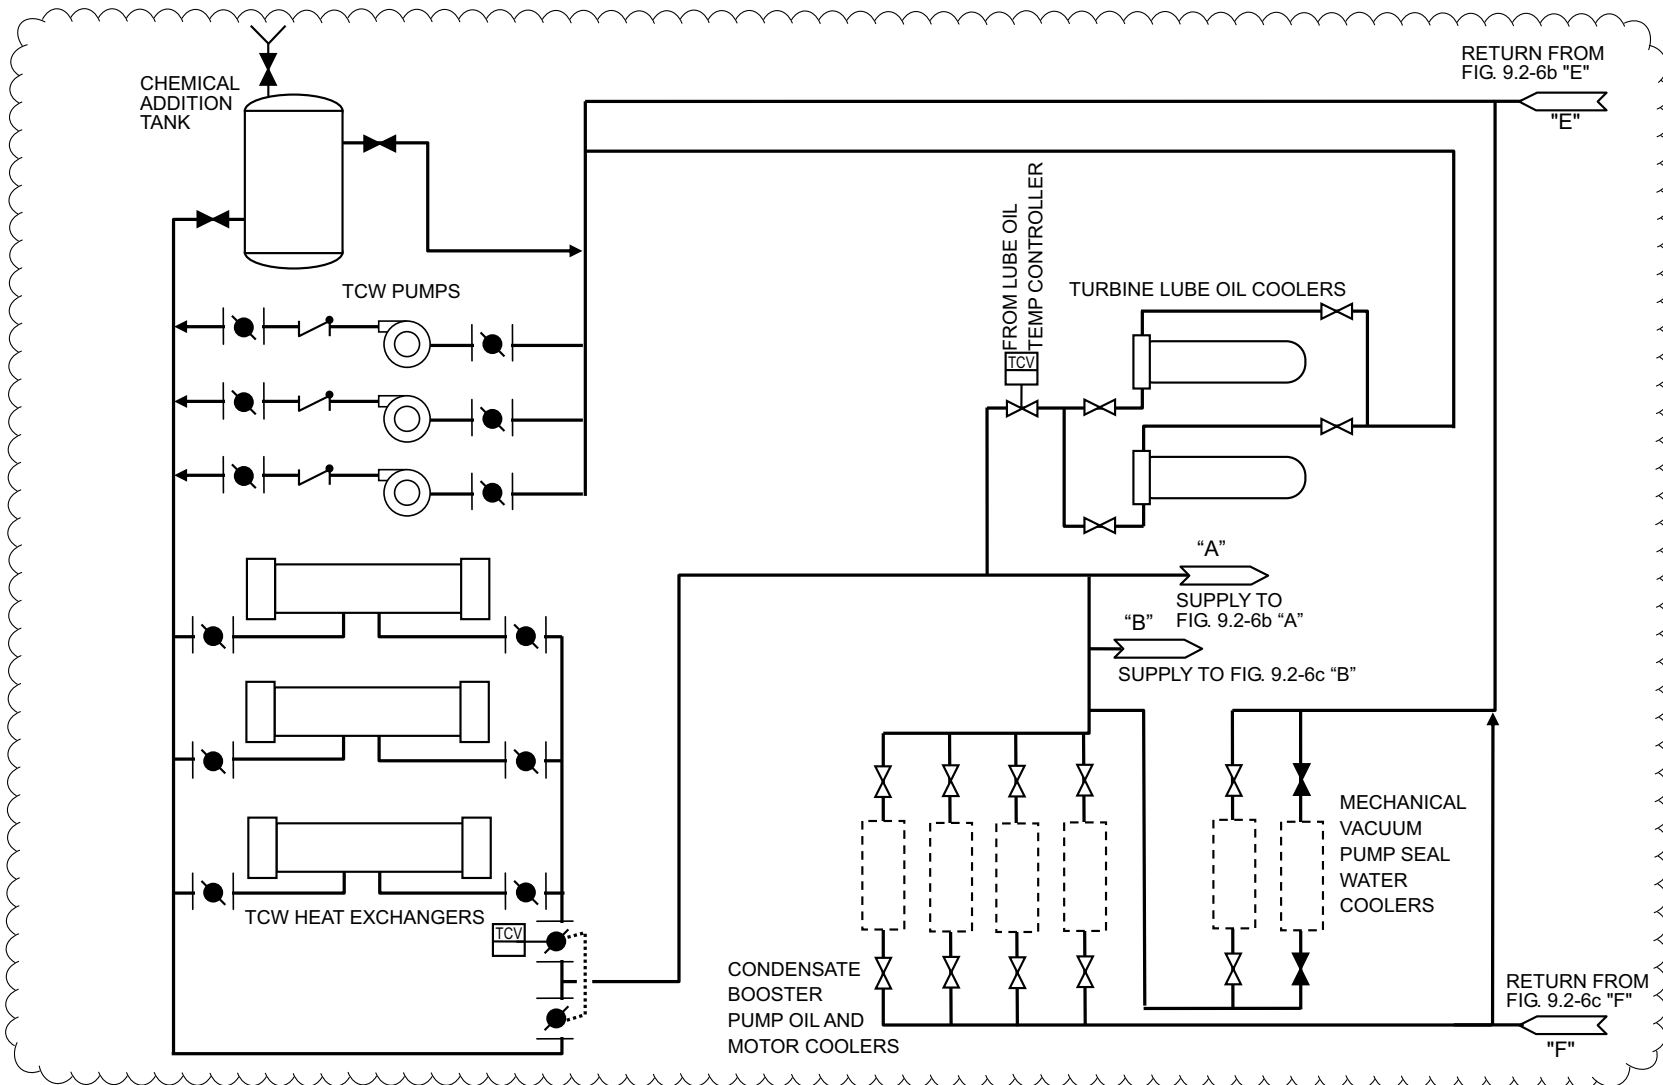 RETURN FROM
FIG. 9.2-6b "E"
"E"
CHEMICAL
ADDITION
TANK
TCW PUMPS
FROM LUBE OIL
TEMP CONTROLLER
TCV
TURBINE LUBE OIL COOLERS
“A”
SUPPLY TO
FIG. 9.2-6b “A”
“B”
SUPPLY TO FIG. 9.2-6c “B”
TCW HEAT EXCHANGERS
TCV
MECHANICAL
VACUUM
PUMP SEAL
WATER
COOLERS
CONDENSATE
BOOSTER
PUMP OIL AND
MOTOR COOLERS
RETURN FROM
FIG. 9.2-6c "F"
"F"